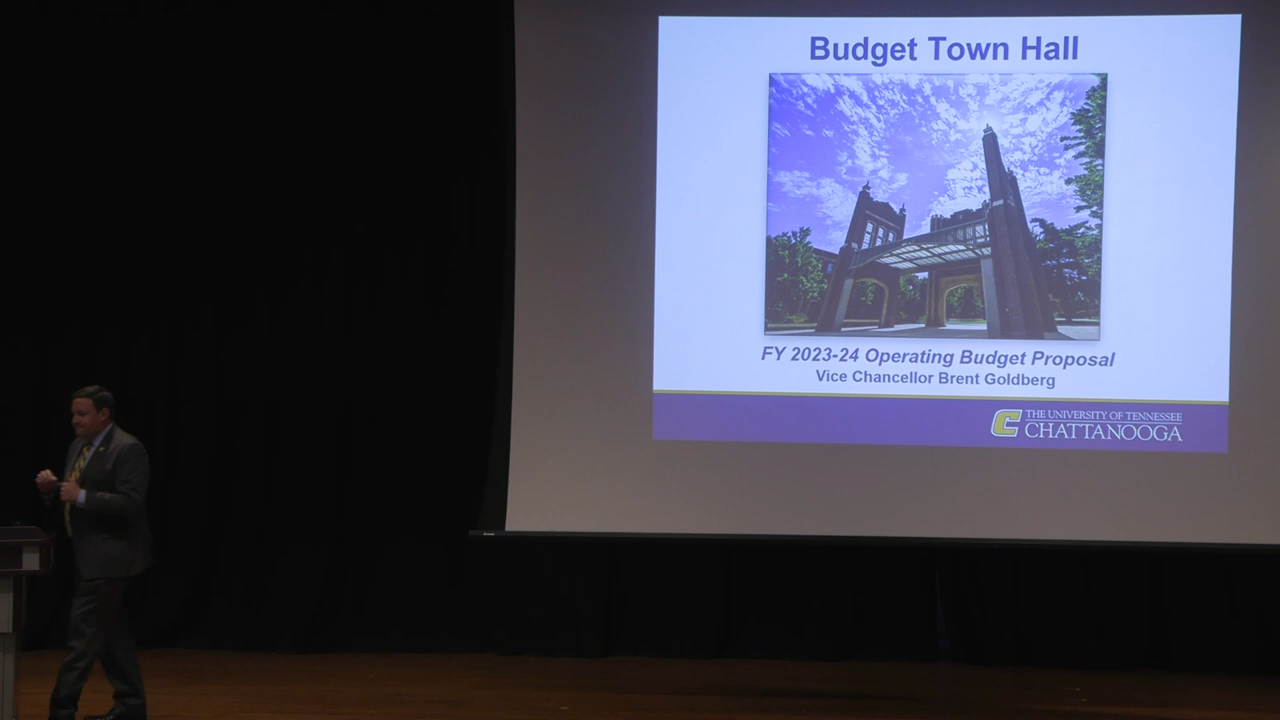 Budget Town Hall
FY 2023-24 Operating Budget Proposal
Vice Chancellor Brent Goldberg
C THE UNIVERSITY OF TENNESSEE
CHATTANOOGA